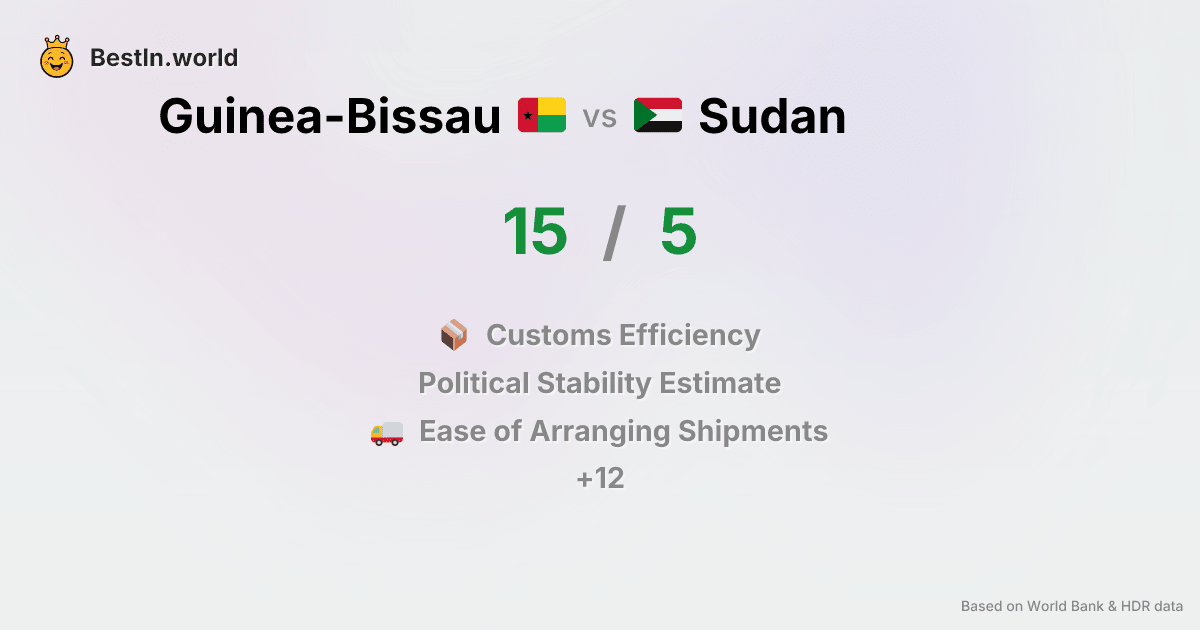 BestIn.world
Guinea-Bissau vs Sudan
15 / 5
Customs Efficiency
Political Stability Estimate
Ease of Arranging Shipments
+12
Based on World Bank & HDR data